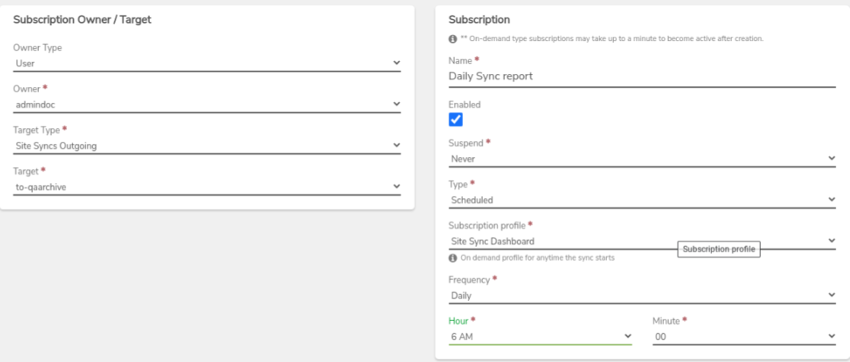 Subscription Owner / Target
Owner Type
User
Owner *
admindoc
Target Type *
Site Syncs Outgoing
Target *
to-qaarchive
Subscription
** On-demand type subscriptions may take up to a minute to become active after creation.
Name *
Daily Sync report
Enabled
Suspend *
Never
Type *
Scheduled
Subscription profile *
Site Sync Dashboard
Subscription profile
On demand profile for anytime the sync starts
Frequency *
Daily
Hour *
6 AM
Minute *
00